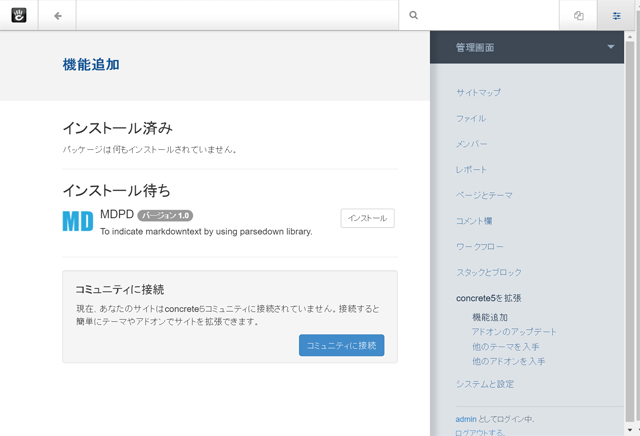 機能追加
インストール済み
パッケージは何もインストールされていません。
インストール待ち
MD
MDPD バージョン 1.0
To indicate markdowntext by using parsedown library.
インストール
コミュニティに接続
現在、あなたのサイトはconcrete5コミュニティに接続されていません。接続すると
簡単にテーマやアドオンでサイトを拡張できます。
コミュニティに接続
管理画面
サイトマップ
ファイル
メンバー
レポート
ページとテーマ
コメント欄
ワークフロー
スタックとブロック
concrete5を拡張
機能追加
アドオンのアップデート
他のテーマを入手
他のアドオンを入手
システムと設定
admin としてログイン中.
ログアウトする.